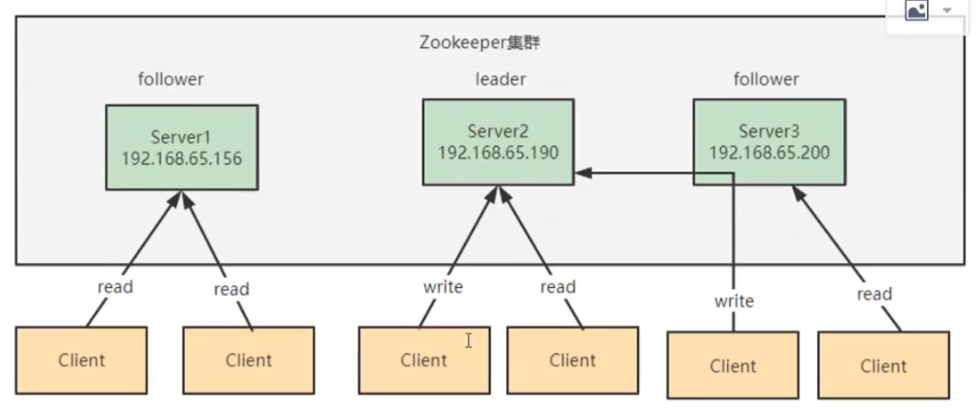 Zookeeper集群
follower
leader
follower
Server1
192.168.65.156
Server2
192.168.65.190
Server3
192.168.65.200
read
read
write
read
write
read
Client
Client
Client
Client
Client
Client